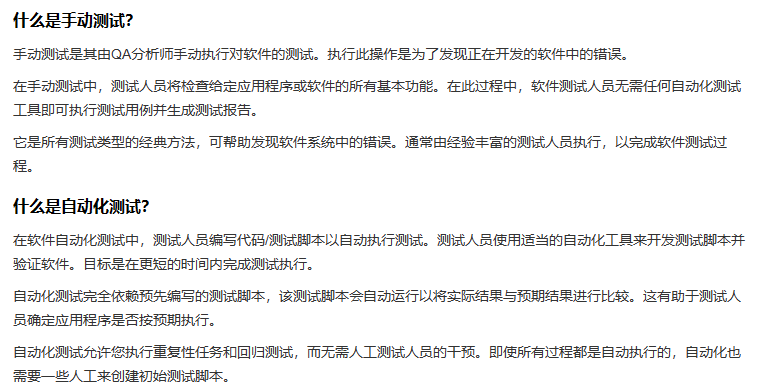 什么是手动测试？
手动测试是其由QA分析师手动执行对软件的测试。执行此操作是为了发现正在开发的软件中的错误。
在手动测试中，测试人员将检查给定应用程序或软件的所有基本功能。在此过程中，软件测试人员无需任何自动化测试
工具即可执行测试用例并生成测试报告。
它是所有测试类型的经典方法，可帮助发现软件系统中的错误。通常由经验丰富的测试人员执行，以完成软件测试过
程。
什么是自动化测试？
在软件自动化测试中，测试人员编写代码/测试脚本以自动执行测试。测试人员使用适当的自动化工具来开发测试脚本并
验证软件。目标是在更短的时间内完成测试执行。
自动化测试完全依赖预先编写的测试脚本，该测试脚本会自动运行以将实际结果与预期结果进行比较。这有助于测试人
员确定应用程序是否按预期执行。
自动化测试允许您执行重复性任务和回归测试，而无需人工测试人员的干预。即使所有过程都是自动执行的，自动化也
需要一些人工来创建初始测试脚本。